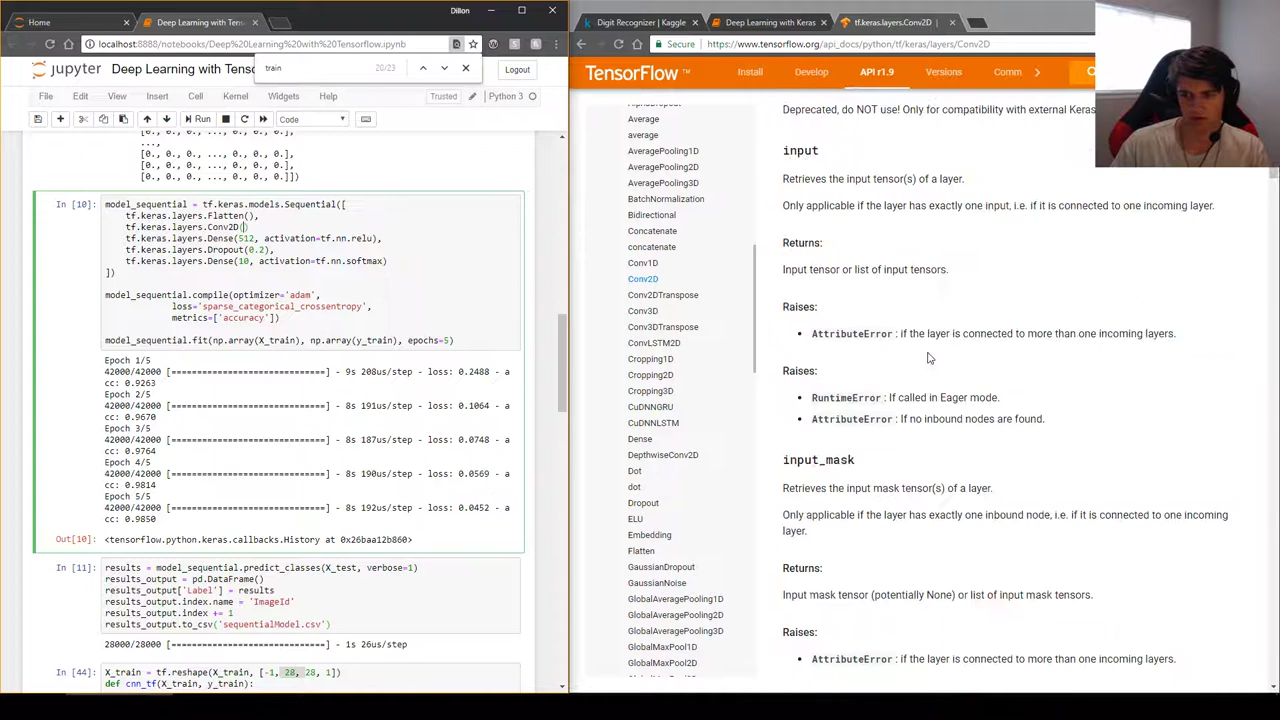 Dillon
Home
Deep Learning with Tens
localhost:8888/notebooks/Deep%20Learning%20with%20Tensorflow.ipynb
jupyter Deep Learning with Tens
train 20/23
Logout
File Edit View Insert Cell Kernel Widgets Help
Trusted
Python 3
Run
Code
[0., 0., 0., ..., 0., 0., 0.],
...,
[0., 0., 0., ..., 0., 0., 0.],
[0., 0., 0., ..., 0., 0., 0.],
[0., 0., 0., ..., 0., 0., 0.]])
In [10]: model_sequential = tf.keras.models.Sequential([
tf.keras.layers.Flatten(),
tf.keras.layers.Conv2D()
tf.keras.layers.Dense(512, activation=tf.nn.relu),
tf.keras.layers.Dropout(0.2),
tf.keras.layers.Dense(10, activation=tf.nn.softmax)
])
model_sequential.compile(optimizer='adam',
loss='sparse_categorical_crossentropy',
metrics=['accuracy'])
model_sequential.fit(np.array(X_train), np.array(y_train), epochs=5)
Epoch 1/5
42000/42000 [==============================] - 9s 208us/step - loss: 0.2488 - a
cc: 0.9263
Epoch 2/5
42000/42000 [==============================] - 8s 191us/step - loss: 0.1064 - a
cc: 0.9670
Epoch 3/5
42000/42000 [==============================] - 8s 187us/step - loss: 0.0748 - a
cc: 0.9764
Epoch 4/5
42000/42000 [==============================] - 8s 190us/step - loss: 0.0569 - a
cc: 0.9814
Epoch 5/5
42000/42000 [==============================] - 8s 192us/step - loss: 0.0452 - a
cc: 0.9850
Out[10]: <tensorflow.python.keras.callbacks.History at 0x26baa12b860>
In [11]: results = model_sequential.predict_classes(X_test, verbose=1)
results_output = pd.DataFrame()
results_output['Label'] = results
results_output.index.name = 'ImageId'
results_output.index += 1
results_output.to_csv('sequentialModel.csv')
28000/28000 [==============================] - 1s 26us/step
In [44]: X_train = tf.reshape(X_train, [-1, 28, 28, 1])
def cnn_tf(X_train, y_train):
Digit Recognizer | Kaggle
Deep Learning with Keras
tf.keras.layers.Conv2D
Secure https://www.tensorflow.org/api_docs/python/tf/keras/layers/Conv2D
TensorFlow™
Install Develop API r1.9 Versions Comm
AlphaDropout
Average
average
AveragePooling1D
AveragePooling2D
AveragePooling3D
BatchNormalization
Bidirectional
Concatenate
concatenate
Conv1D
Conv2D
Conv2DTranspose
Conv3D
Conv3DTranspose
ConvLSTM2D
Cropping1D
Cropping2D
Cropping3D
CuDNNGRU
CuDNNLSTM
Dense
DepthwiseConv2D
Dot
dot
Dropout
ELU
Embedding
Flatten
GaussianDropout
GaussianNoise
GlobalAveragePooling1D
GlobalAveragePooling2D
GlobalAveragePooling3D
GlobalMaxPool1D
GlobalMaxPool2D
Deprecated, do NOT use! Only for compatibility with external Keras
input
Retrieves the input tensor(s) of a layer.
Only applicable if the layer has exactly one input, i.e. if it is connected to one incoming layer.
Returns:
Input tensor or list of input tensors.
Raises:
• AttributeError : if the layer is connected to more than one incoming layers.
Raises:
• RuntimeError : If called in Eager mode.
• AttributeError : If no inbound nodes are found.
input_mask
Retrieves the input mask tensor(s) of a layer.
Only applicable if the layer has exactly one inbound node, i.e. if it is connected to one incoming
layer.
Returns:
Input mask tensor (potentially None) or list of input mask tensors.
Raises:
• AttributeError : if the layer is connected to more than one incoming layers.